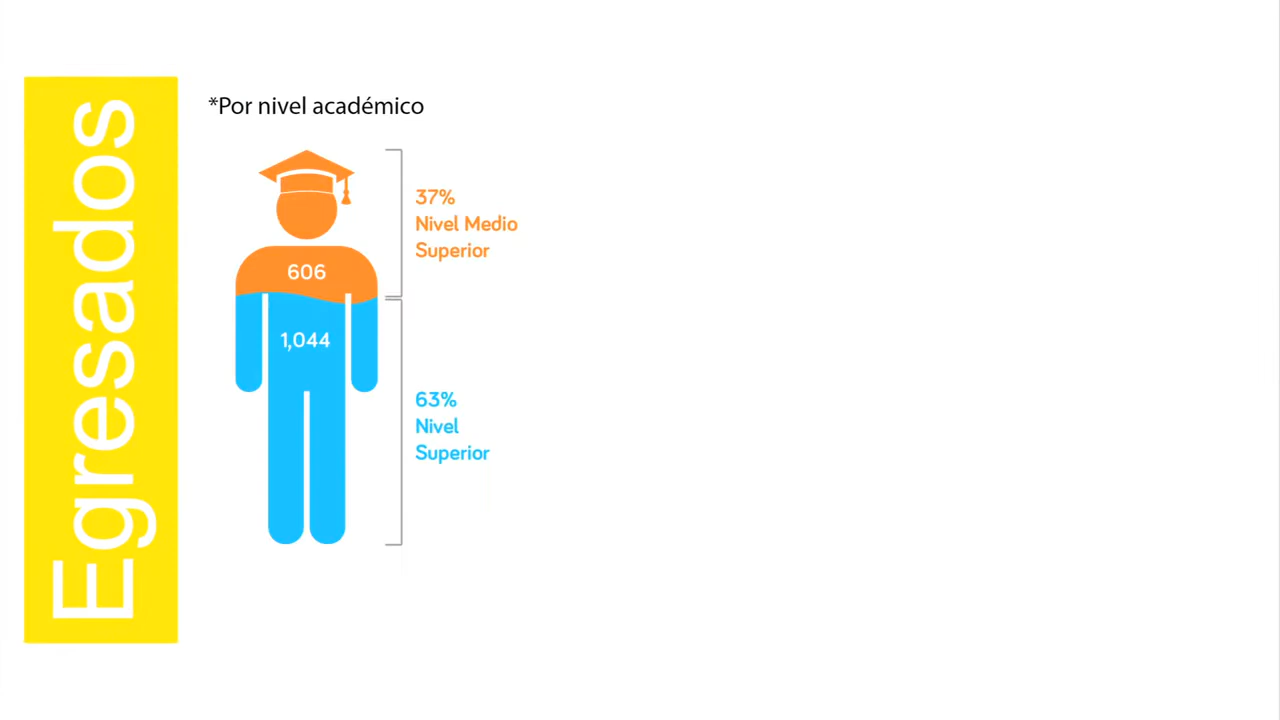 Egresados
*Por nivel académico
37%
Nivel Medio
Superior
606
1,044
63%
Nivel
Superior